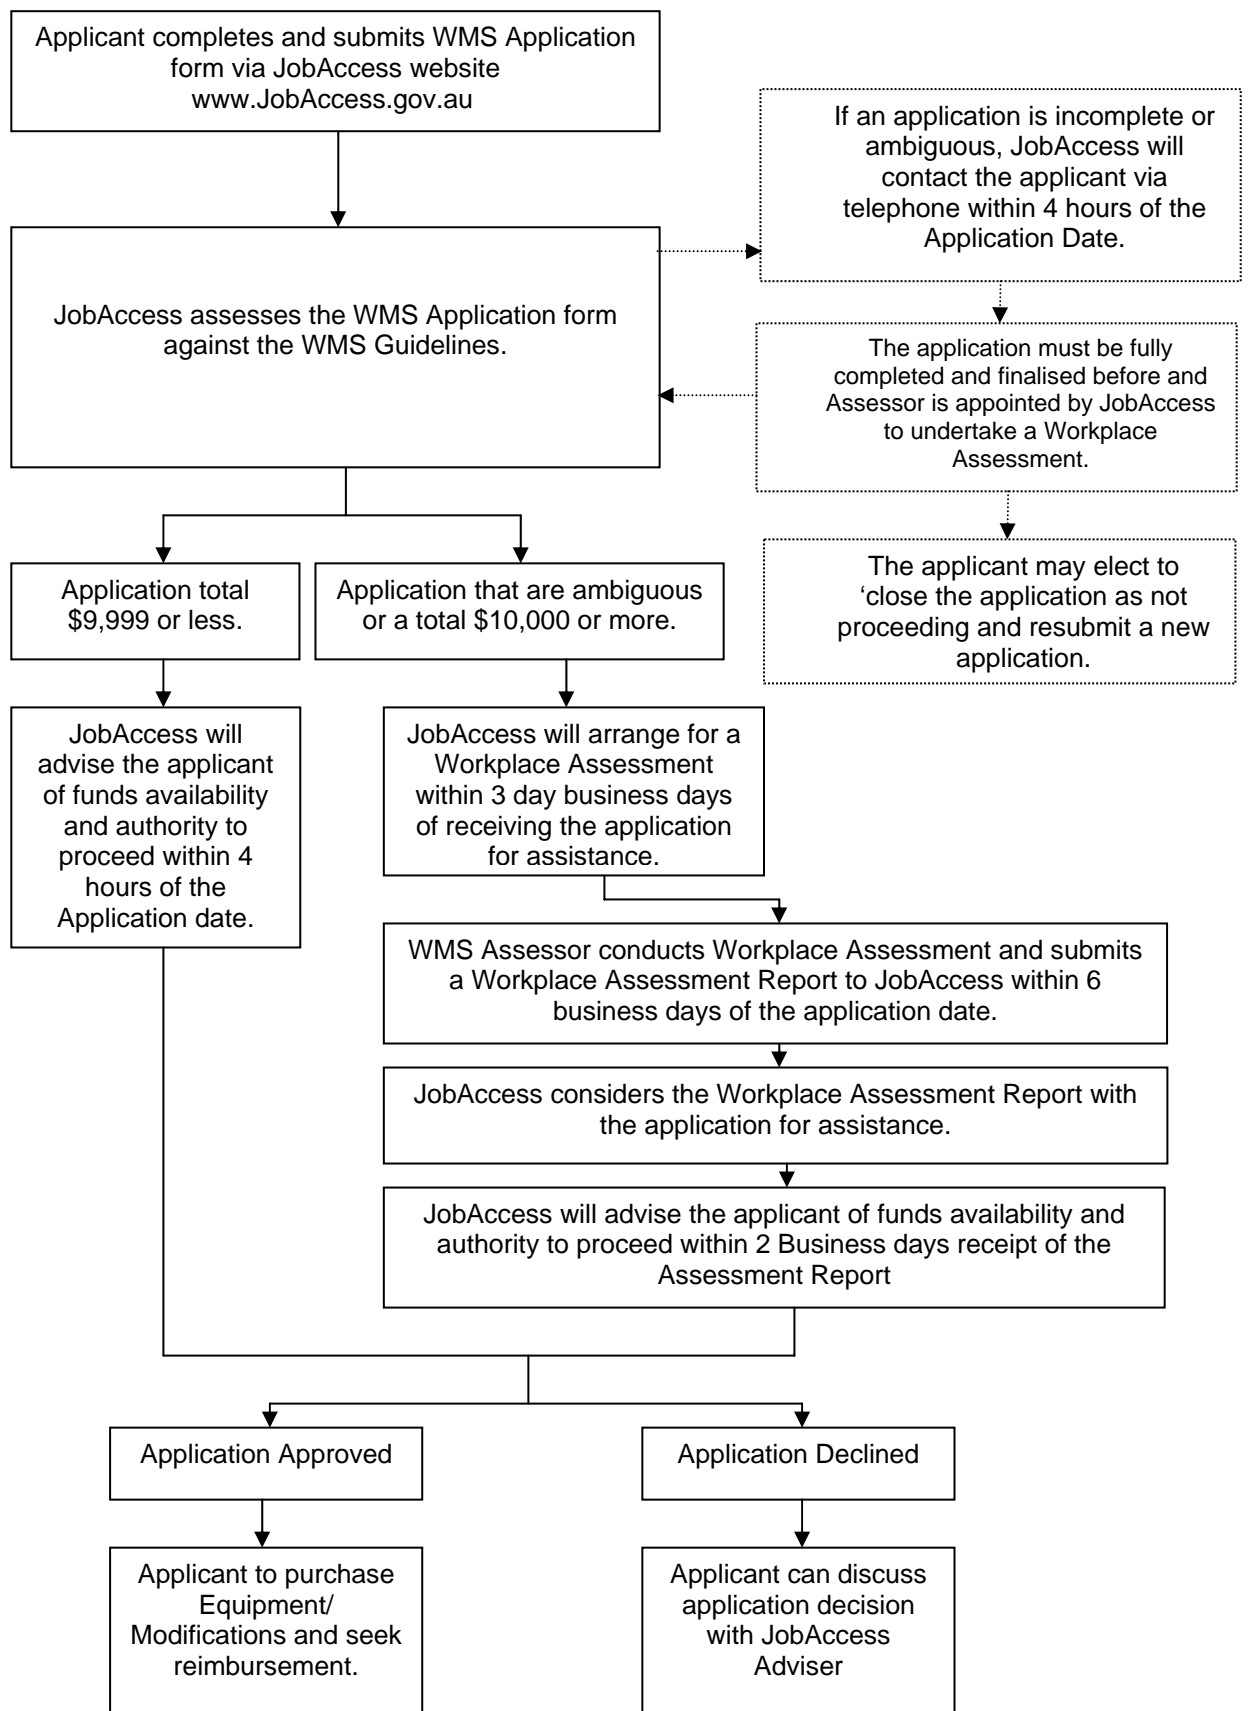 Applicant completes and submits WMS Application
form via JobAccess website
www.JobAccess.gov.au
If an application is incomplete or
ambiguous, JobAccess will
contact the applicant via
telephone within 4 hours of the
Application Date.
JobAccess assesses the WMS Application form
against the WMS Guidelines.
The application must be fully
completed and finalised before and
Assessor is appointed by JobAccess
to undertake a Workplace
Assessment.
The applicant may elect to
‘close the application as not
proceeding and resubmit a new
application.
Application total
$9,999 or less.
Application that are ambiguous
or a total $10,000 or more.
JobAccess will
advise the applicant
of funds availability
and authority to
proceed within 4
hours of the
Application date.
JobAccess will arrange for a
Workplace Assessment
within 3 day business days
of receiving the application
for assistance.
WMS Assessor conducts Workplace Assessment and submits
a Workplace Assessment Report to JobAccess within 6
business days of the application date.
JobAccess considers the Workplace Assessment Report with
the application for assistance.
JobAccess will advise the applicant of funds availability and
authority to proceed within 2 Business days receipt of the
Assessment Report
Application Approved
Application Declined
Applicant to purchase
Equipment/
Modifications and seek
reimbursement.
Applicant can discuss
application decision
with JobAccess
Adviser